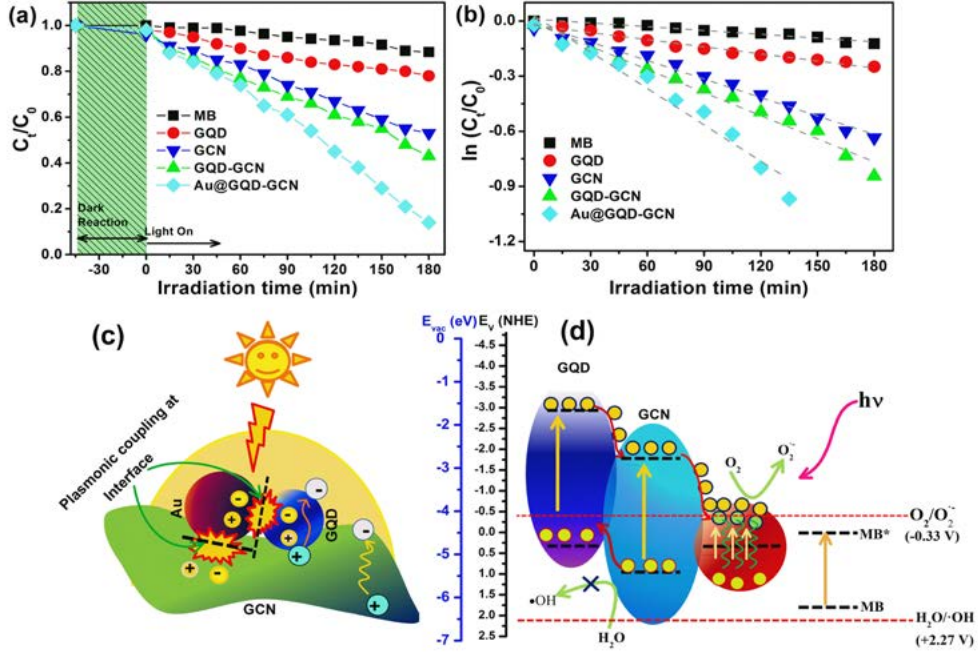 (a)
C_t/C_0
1.0
0.8
0.6
0.4
0.2
0.0
MB
GQD
GCN
GQD-GCN
Au@GQD-GCN
Dark
Reaction
Light On
-30 0 30 60 90 120 150 180
Irradiation time (min)
(b)
ln (C_t/C_0)
0.0
-0.3
-0.6
-0.9
-1.2
MB
GQD
GCN
GQD-GCN
Au@GQD-GCN
0 30 60 90 120 150 180
Irradiation time (min)
(c)
Plasmonic coupling at
Interface
Au
GQD
GCN
- + - + - + - + - +
E_vac (eV)
0
-1
-2
-3
-4
-5
-6
-7
E_V (NHE)
-4.5
-4.0
-3.5
-3.0
-2.5
-2.0
-1.5
-1.0
-0.5
0.0
0.5
1.0
1.5
2.0
2.5
(d)
GQD
GCN
hν
O_2
O_2^·-
O_2/O_2^·-
(-0.33 V)
MB*
MB
•OH
H_2O
H_2O/·OH
(+2.27 V)